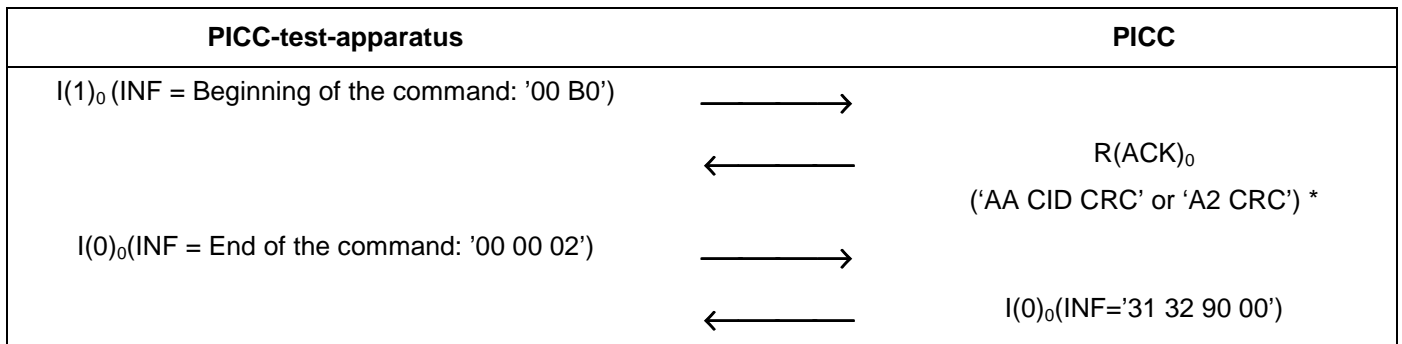 PICC-test-apparatus PICC
I(1)₀ (INF = Beginning of the command: ’00 B0’)
R(ACK)₀
(‘AA CID CRC’ or ‘A2 CRC’) *
I(0)₀(INF = End of the command: ’00 00 02’)
I(0)₀(INF=’31 32 90 00’)